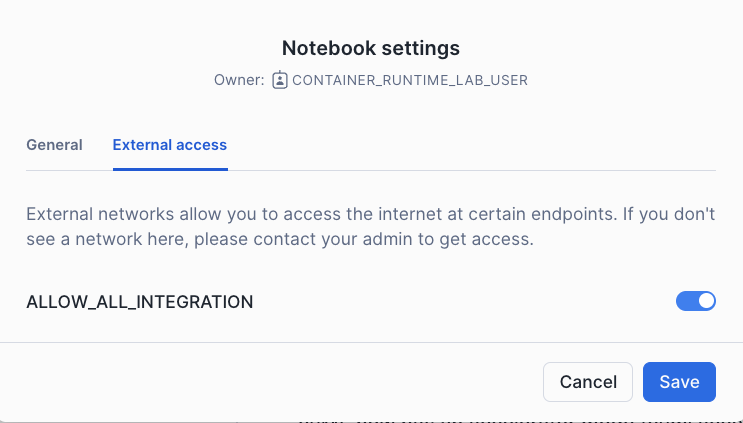 Notebook settings
Owner: CONTAINER_RUNTIME_LAB_USER
General External access
External networks allow you to access the internet at certain endpoints. If you don't
see a network here, please contact your admin to get access.
ALLOW_ALL_INTEGRATION
Cancel Save